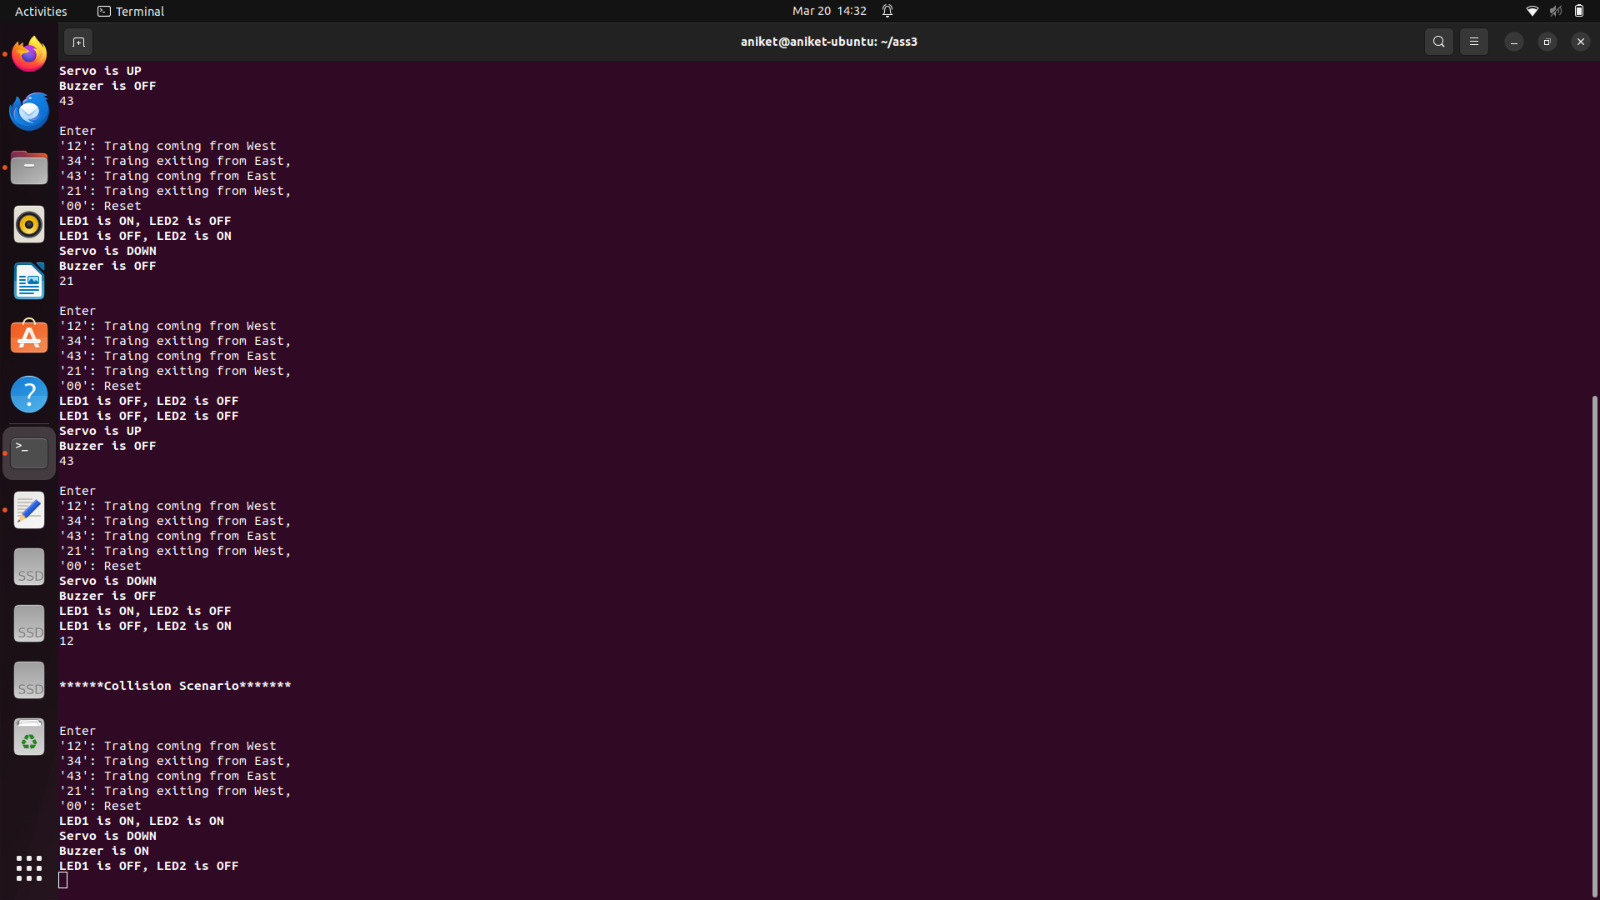 Activities
Terminal
Mar 20 14:32
aniket@aniket-ubuntu: ~/ass3
Servo is UP
Buzzer is OFF
43
Enter
'12': Traing coming from West
'34': Traing exiting from East,
'43': Traing coming from East
'21': Traing exiting from West,
'00': Reset
LED1 is ON, LED2 is OFF
LED1 is OFF, LED2 is ON
Servo is DOWN
Buzzer is OFF
21
Enter
'12': Traing coming from West
'34': Traing exiting from East,
'43': Traing coming from East
'21': Traing exiting from West,
'00': Reset
LED1 is OFF, LED2 is OFF
LED1 is OFF, LED2 is OFF
Servo is UP
Buzzer is OFF
43
Enter
'12': Traing coming from West
'34': Traing exiting from East,
'43': Traing coming from East
'21': Traing exiting from West,
'00': Reset
Servo is DOWN
Buzzer is OFF
LED1 is ON, LED2 is OFF
LED1 is OFF, LED2 is ON
12
******Collision Scenario*******
Enter
'12': Traing coming from West
'34': Traing exiting from East,
'43': Traing coming from East
'21': Traing exiting from West,
'00': Reset
LED1 is ON, LED2 is ON
Servo is DOWN
Buzzer is ON
LED1 is OFF, LED2 is OFF
SSD
SSD
SSD